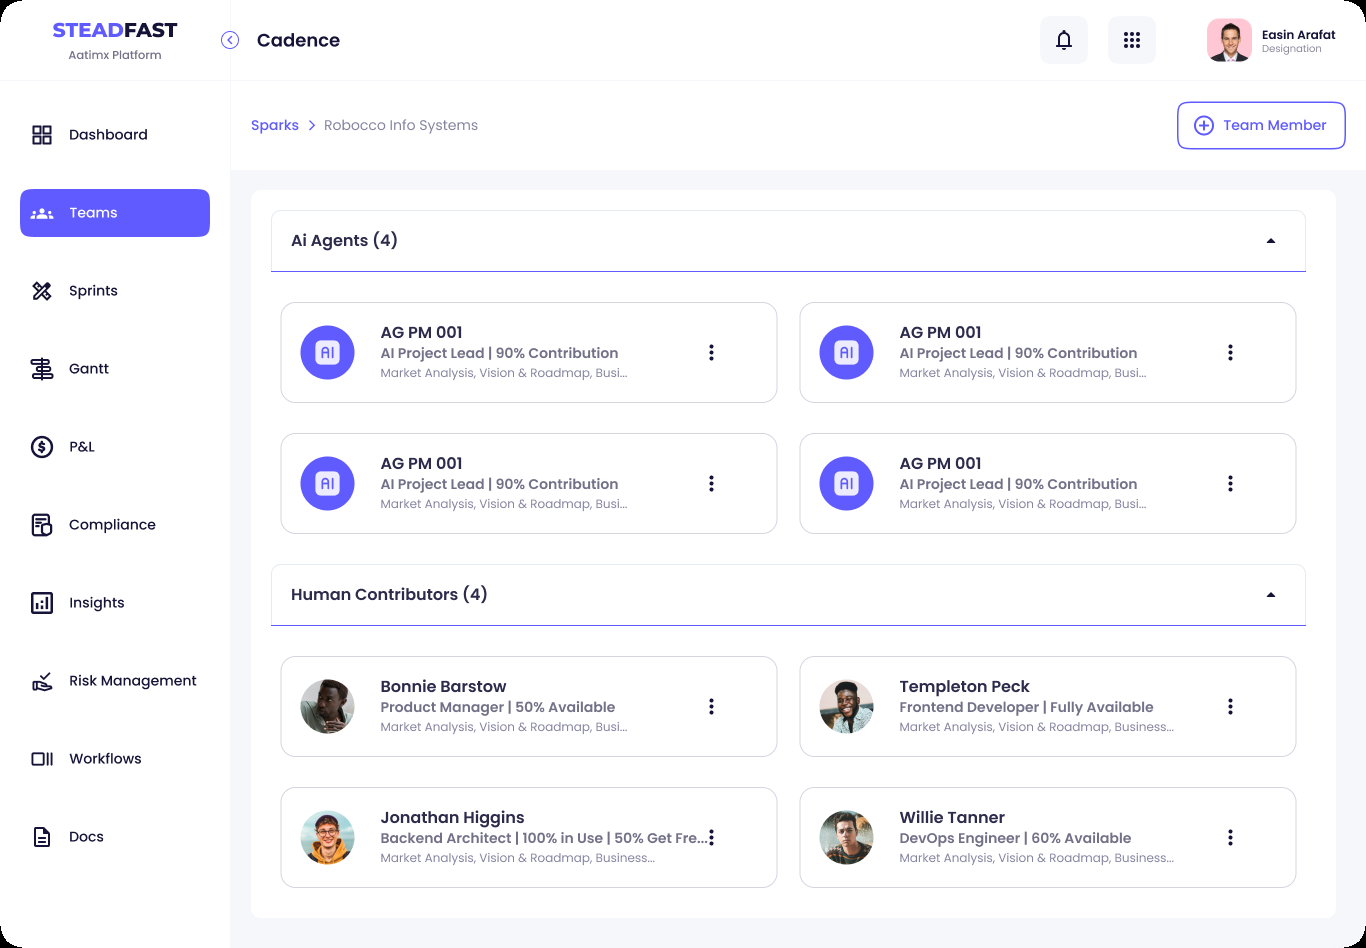 STEADFAST
Aatimx Platform
Cadence
Easin Arafat
Designation
Dashboard
Teams
Sprints
Gantt
P&L
Compliance
Insights
Risk Management
Workflows
Docs
Sparks > Robocco Info Systems
Team Member
Ai Agents (4)
AI
AG PM 001
AI Project Lead | 90% Contribution
Market Analysis, Vision & Roadmap, Busi...
AI
AG PM 001
AI Project Lead | 90% Contribution
Market Analysis, Vision & Roadmap, Busi...
AI
AG PM 001
AI Project Lead | 90% Contribution
Market Analysis, Vision & Roadmap, Busi...
AI
AG PM 001
AI Project Lead | 90% Contribution
Market Analysis, Vision & Roadmap, Busi...
Human Contributors (4)
Bonnie Barstow
Product Manager | 50% Available
Market Analysis, Vision & Roadmap, Busi...
Templeton Peck
Frontend Developer | Fully Available
Market Analysis, Vision & Roadmap, Business...
Jonathan Higgins
Backend Architect | 100% in Use | 50% Get Fre...
Market Analysis, Vision & Roadmap, Business...
Willie Tanner
DevOps Engineer | 60% Available
Market Analysis, Vision & Roadmap, Business...